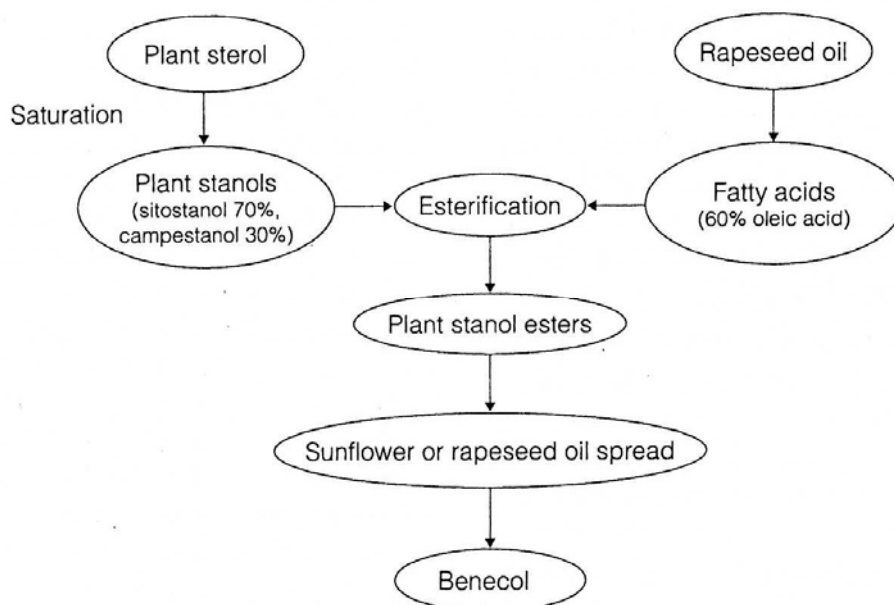 Plant sterol
Rapeseed oil
Saturation
Plant stanols
(sitostanol 70%,
campestanol 30%)
Esterification
Fatty acids
(60% oleic acid)
Plant stanol esters
Sunflower or rapeseed oil spread
Benecol